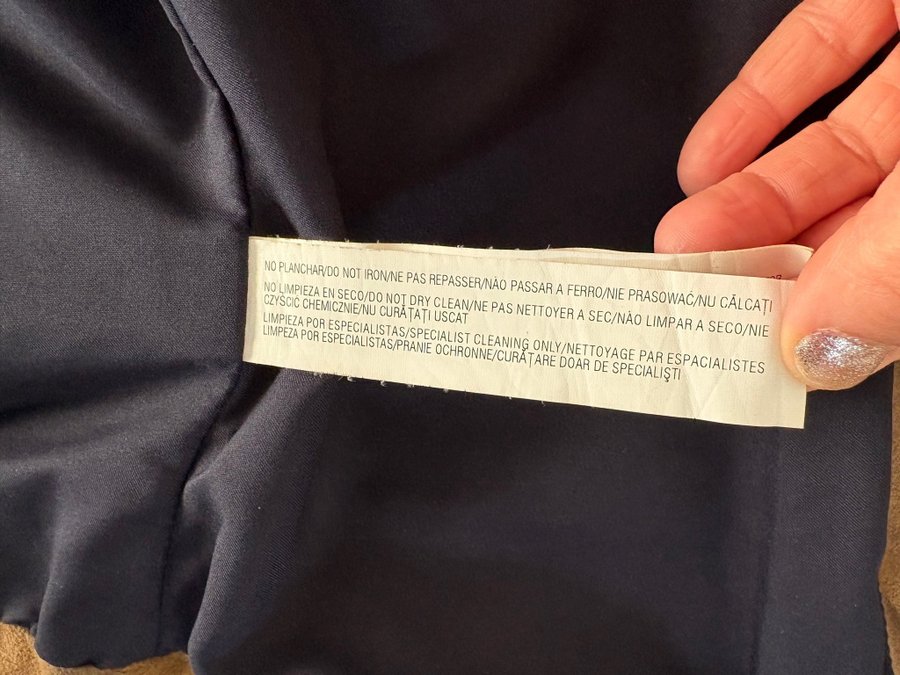 NO PLANCHAR/DO NOT IRON/NE PAS REPASSER/NÃO PASSAR A FERRO/NIE PRASOWAĆ/NU CĂLCAȚI
NO LIMPIEZA EN SECO/DO NOT DRY CLEAN/NE PAS NETTOYER A SEC/NÃO LIMPAR A SECO/NIE
CZYŚCIĆ CHEMICZNIE/NU CURĂȚAȚI USCAT
LIMPIEZA POR ESPECIALISTAS/SPECIALIST CLEANING ONLY/NETTOYAGE PAR ESPACIALISTES
LIMPEZA POR ESPECIALISTAS/PRANIE OCHRONNE/CURĂȚARE DOAR DE SPECIALIȘTI